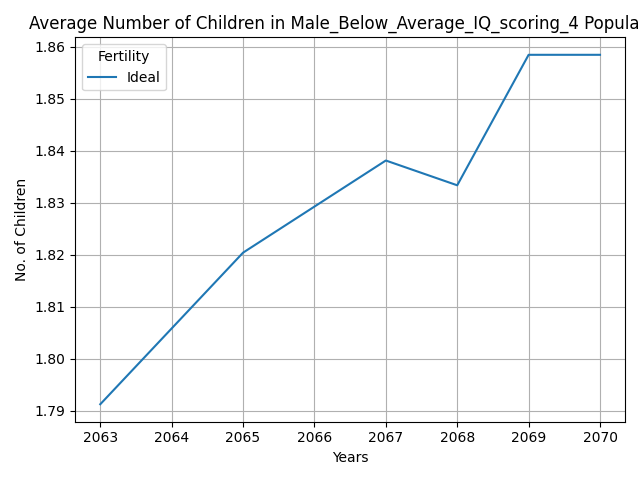 Average Number of Children in Male_Below_Average_IQ_scoring_4 Popula
1.86
1.85
1.84
1.83
1.82
1.81
1.80
1.79
No. of Children
Fertility
Ideal
2063 2064 2065 2066 2067 2068 2069 2070
Years